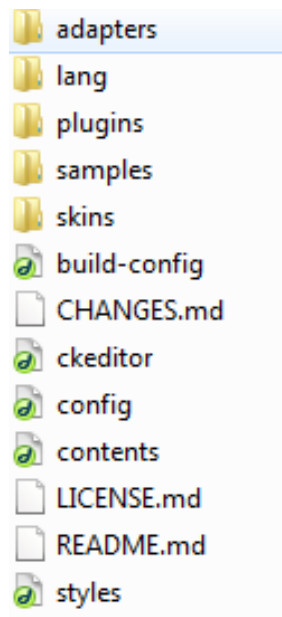 adapters
lang
plugins
samples
skins
build-config
CHANGES.md
ckeditor
config
contents
LICENSE.md
README.md
styles